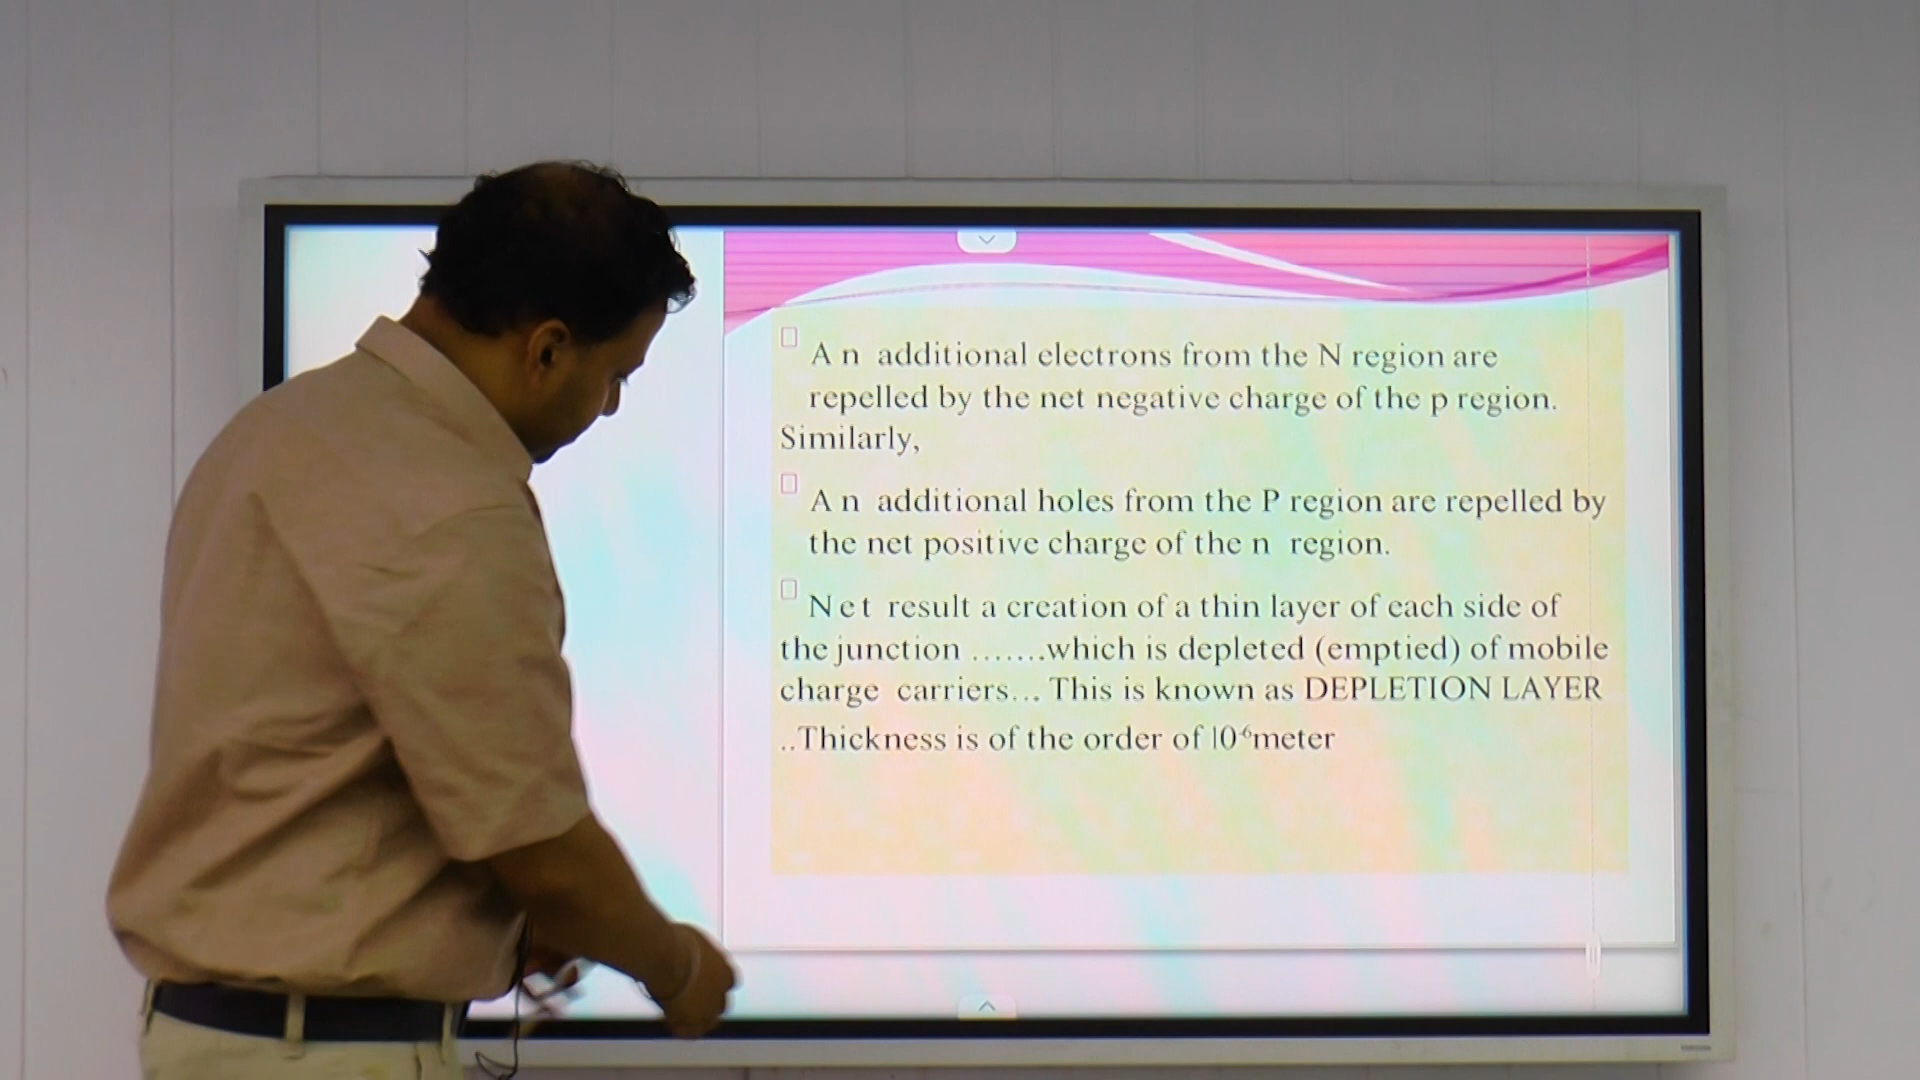 A n additional electrons from the N region are
repelled by the net negative charge of the p region.
Similarly,
A n additional holes from the P region are repelled by
the net positive charge of the n region.
N e t result a creation of a thin layer of each side of
the junction .......which is depleted (emptied) of mobile
charge carriers... This is known as DEPLETION LAYER
..Thickness is of the order of 10⁻⁶meter